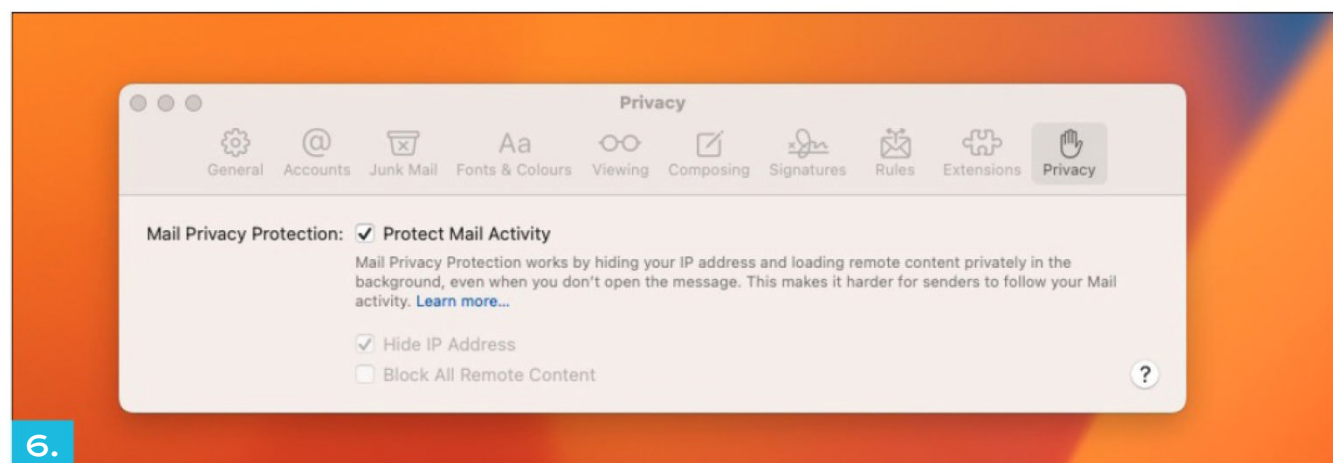 Privacy
General Accounts Junk Mail Fonts & Colours Viewing Composing Signatures Rules Extensions Privacy
Mail Privacy Protection: Protect Mail Activity
Mail Privacy Protection works by hiding your IP address and loading remote content privately in the
background, even when you don't open the message. This makes it harder for senders to follow your Mail
activity. Learn more...
Hide IP Address
Block All Remote Content
?
6.